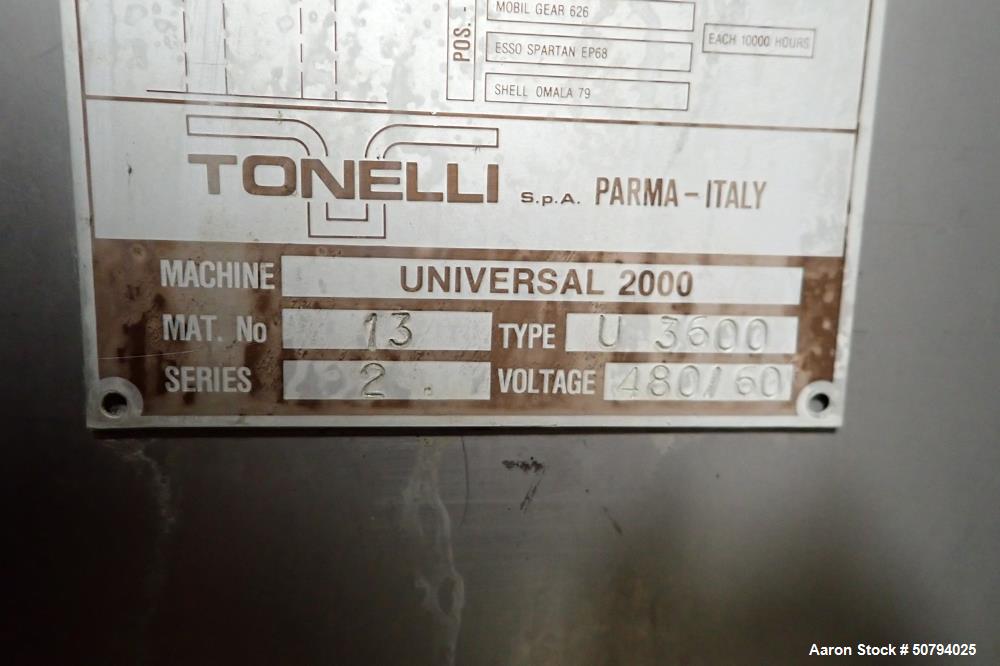 MOBIL GEAR 626
POS. -
ESSO SPARTAN EP68
EACH 10000 HOURS
SHELL OMALA 79
TONELLI S.p.A. PARMA - ITALY
MACHINE UNIVERSAL 2000
MAT. No 13 TYPE U 3600
SERIES 2. VOLTAGE 480/60
Aaron Stock # 50794025